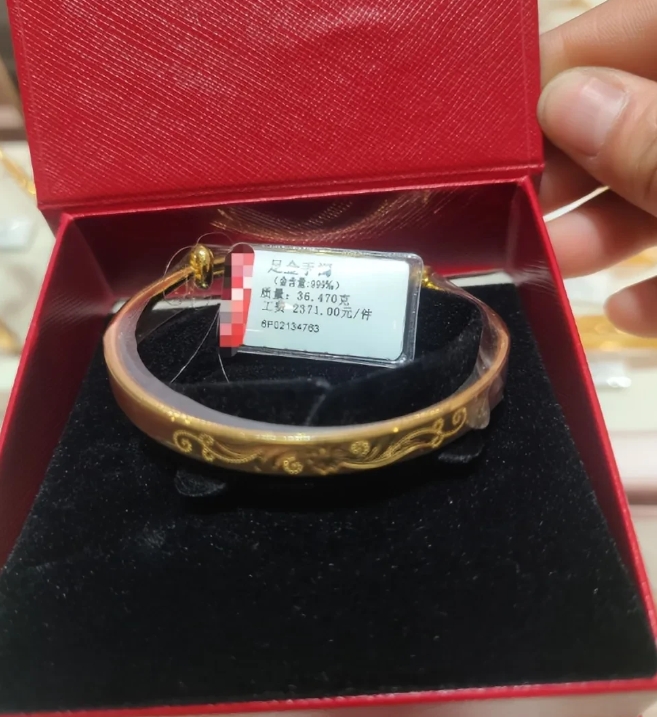 足金手镯
(金含量:999‰)
质量: 36.470克
工费 2371.00元/件
6P02134763